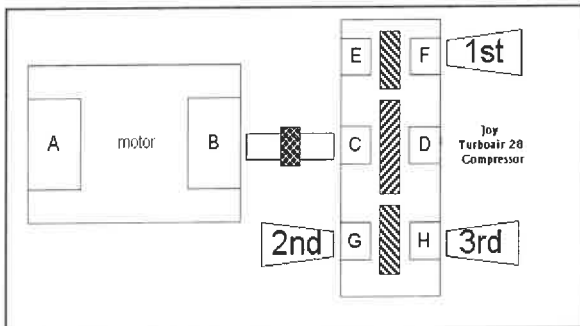 E F 1st
A motor B C D Joy
Turboair 28
Compressor
2nd G H 3rd